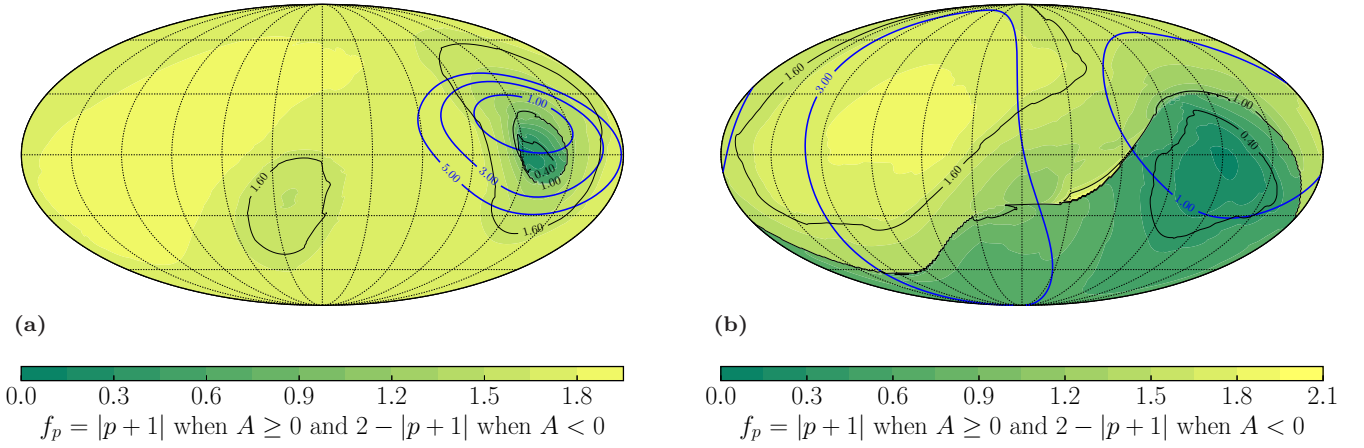 1.60
1.00
5.00
3.00
0.40
1.00
1.60
(a)
0.0 0.3 0.6 0.9 1.2 1.5 1.8
f_p = |p + 1| when A ≥ 0 and 2 − |p + 1| when A < 0
1.60
3.00
1.00
0.40
1.60
1.00
(b)
0.0 0.3 0.6 0.9 1.2 1.5 1.8 2.1
f_p = |p + 1| when A ≥ 0 and 2 − |p + 1| when A < 0